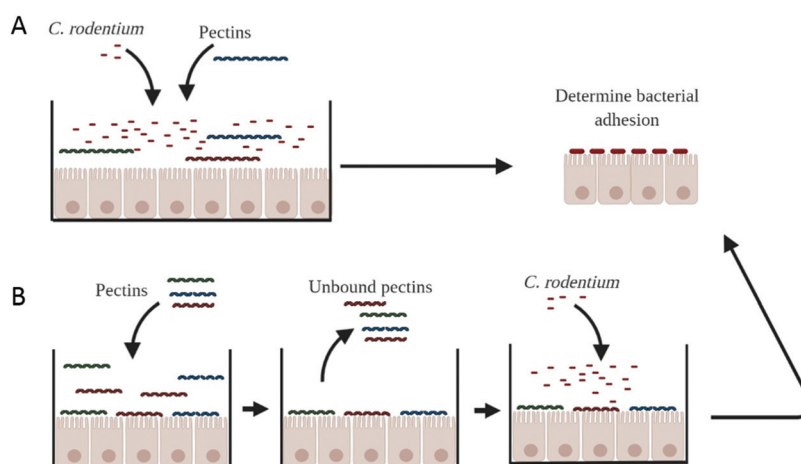 A
C. rodentium
Pectins
Determine bacterial
adhesion
B
Pectins
Unbound pectins
C. rodentium